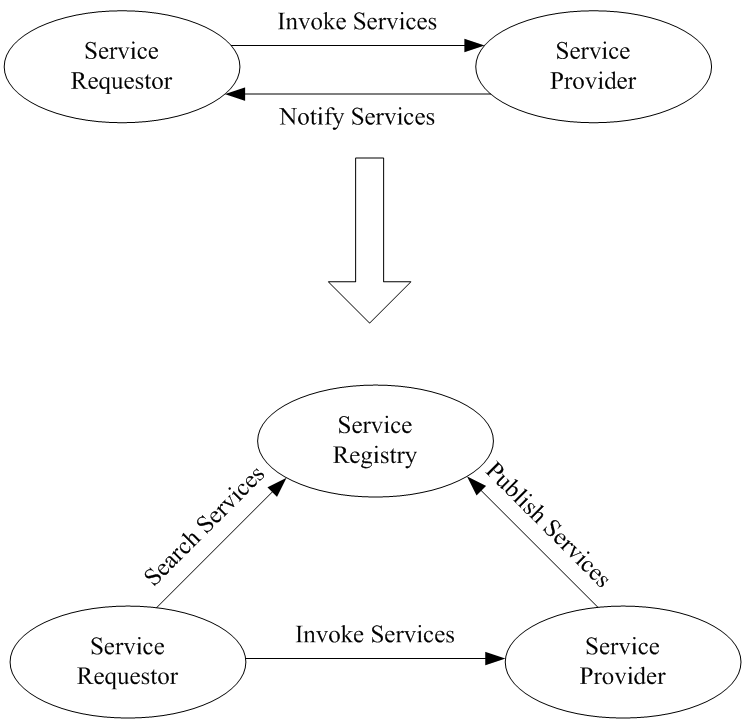 Invoke Services
Service
Requestor
Service
Provider
Notify Services
Service
Registry
Search Services
Publish Services
Service
Requestor
Invoke Services
Service
Provider